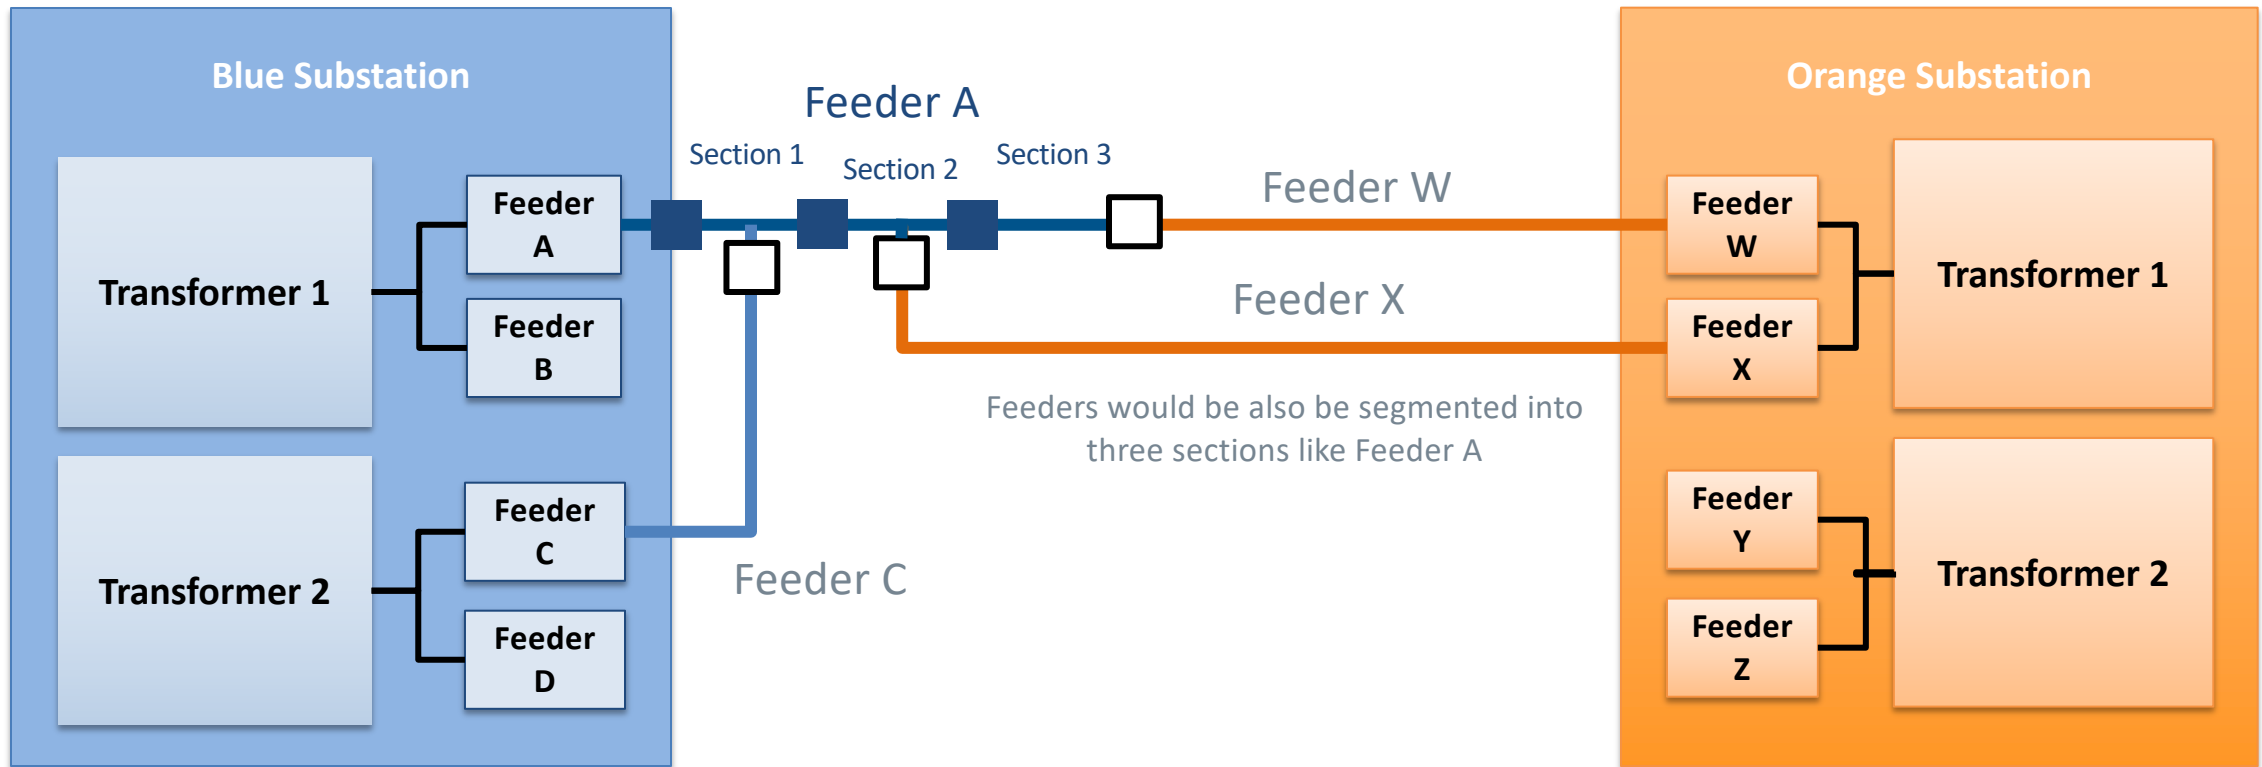 Blue Substation
Transformer 1
Feeder
A
Feeder
B
Transformer 2
Feeder
C
Feeder
D
Feeder A
Section 1
Section 2
Section 3
Feeder W
Feeder X
Feeders would be also be segmented into
three sections like Feeder A
Feeder C
Orange Substation
Feeder
W
Feeder
X
Transformer 1
Feeder
Y
Feeder
Z
Transformer 2